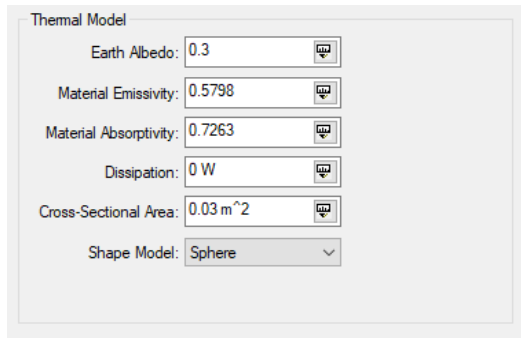 Thermal Model
Earth Albedo: 0.3
Material Emissivity: 0.5798
Material Absorptivity: 0.7263
Dissipation: 0 W
Cross-Sectional Area: 0.03 m^2
Shape Model: Sphere